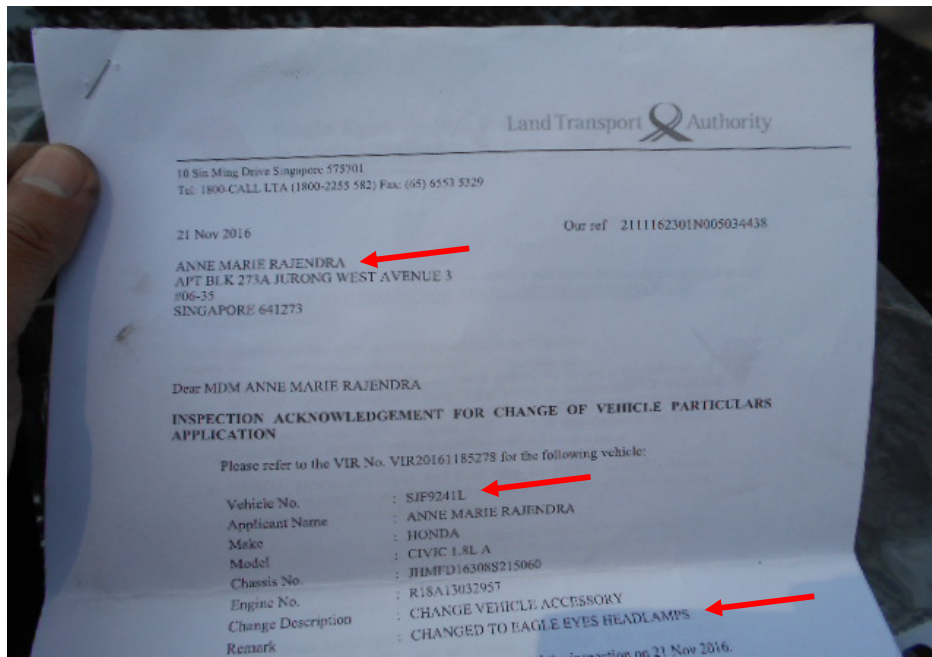 Land Transport Authority
10 Sin Ming Drive Singapore 575701
Tel: 1800-CALL LTA (1800-2255 582) Fax: (65) 6553 5329
21 Nov 2016 Our ref 2111162301N005034438
ANNE MARIE RAJENDRA
APT BLK 273A JURONG WEST AVENUE 3
#06-35
SINGAPORE 641273
Dear MDM ANNE MARIE RAJENDRA
INSPECTION ACKNOWLEDGEMENT FOR CHANGE OF VEHICLE PARTICULARS
APPLICATION
Please refer to the VIR No. VIR20161185278 for the following vehicle:
Vehicle No. : SJF9241L
Applicant Name : ANNE MARIE RAJENDRA
Make : HONDA
Model : CIVIC 1.8L A
Chassis No. : JHMFD16308S215060
Engine No. : R18A13032957
Change Description : CHANGE VEHICLE ACCESSORY
Remark : CHANGED TO EAGLE EYES HEADLAMPS
inspection on 21 Nov 2016.